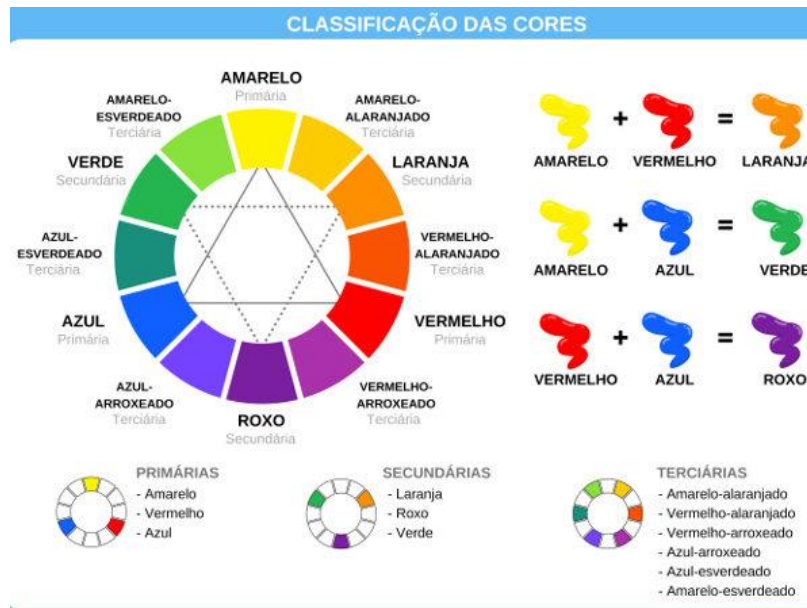 CLASSIFICAÇÃO DAS CORES
AMARELO
Primária
AMARELO-
ALARANJADO
Terciária
LARANJA
Secundária
VERMELHO-
ALARANJADO
Terciária
VERMELHO
Primária
VERMELHO-
ARROXEADO
Terciária
ROXO
Secundária
AZUL-
ARROXEADO
Terciária
AZUL
Primária
AZUL-
ESVERDEADO
Terciária
VERDE
Secundária
AMARELO-
ESVERDEADO
Terciária
+ =
AMARELO VERMELHO LARANJA
+ =
AMARELO AZUL VERDE
+ =
VERMELHO AZUL ROXO
PRIMÁRIAS
- Amarelo
- Vermelho
- Azul
SECUNDÁRIAS
- Laranja
- Roxo
- Verde
TERCIÁRIAS
- Amarelo-alaranjado
- Vermelho-alaranjado
- Vermelho-arroxeado
- Azul-arroxeado
- Azul-esverdeado
- Amarelo-esverdeado